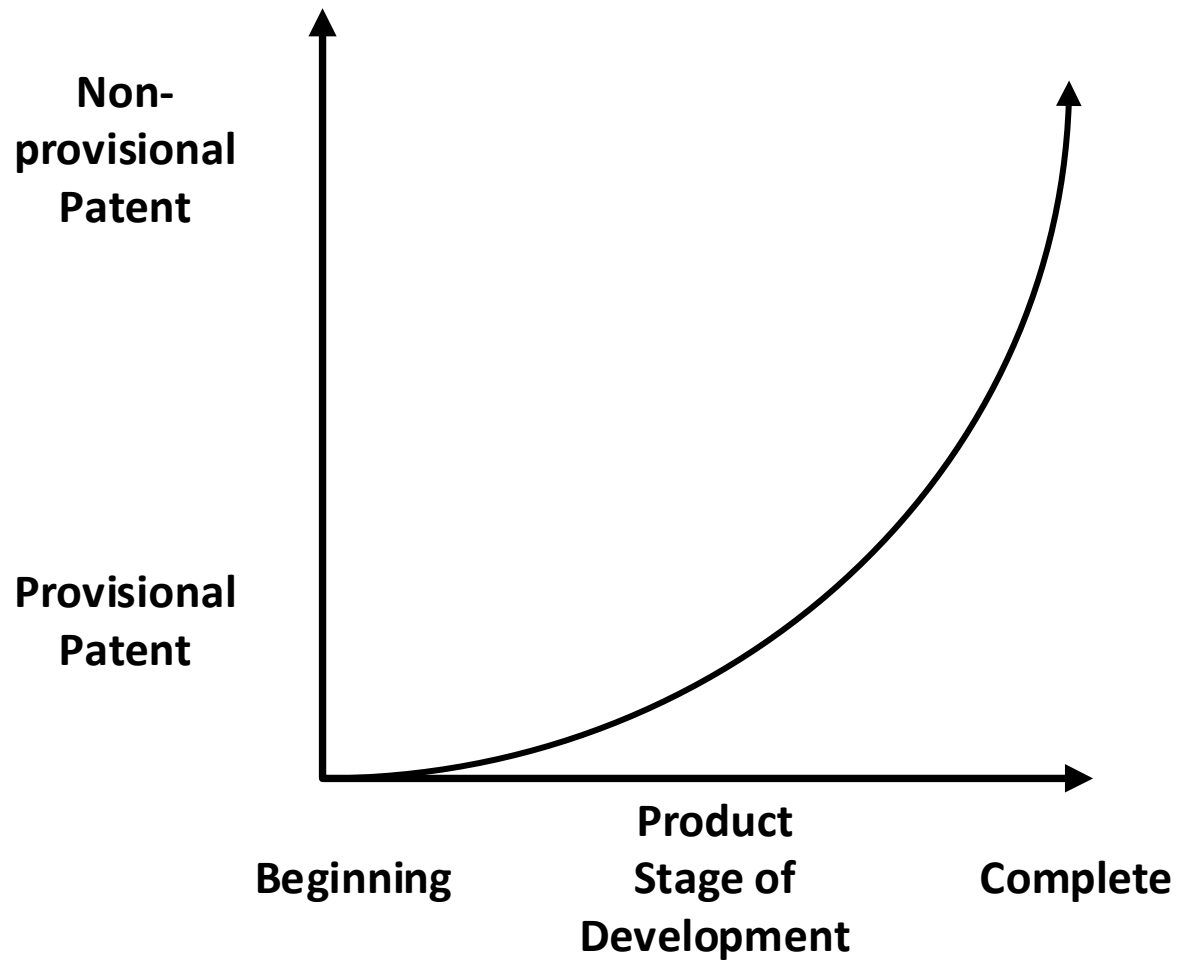 Non-
provisional
Patent
Provisional
Patent
Product
Beginning Stage of Complete
Development